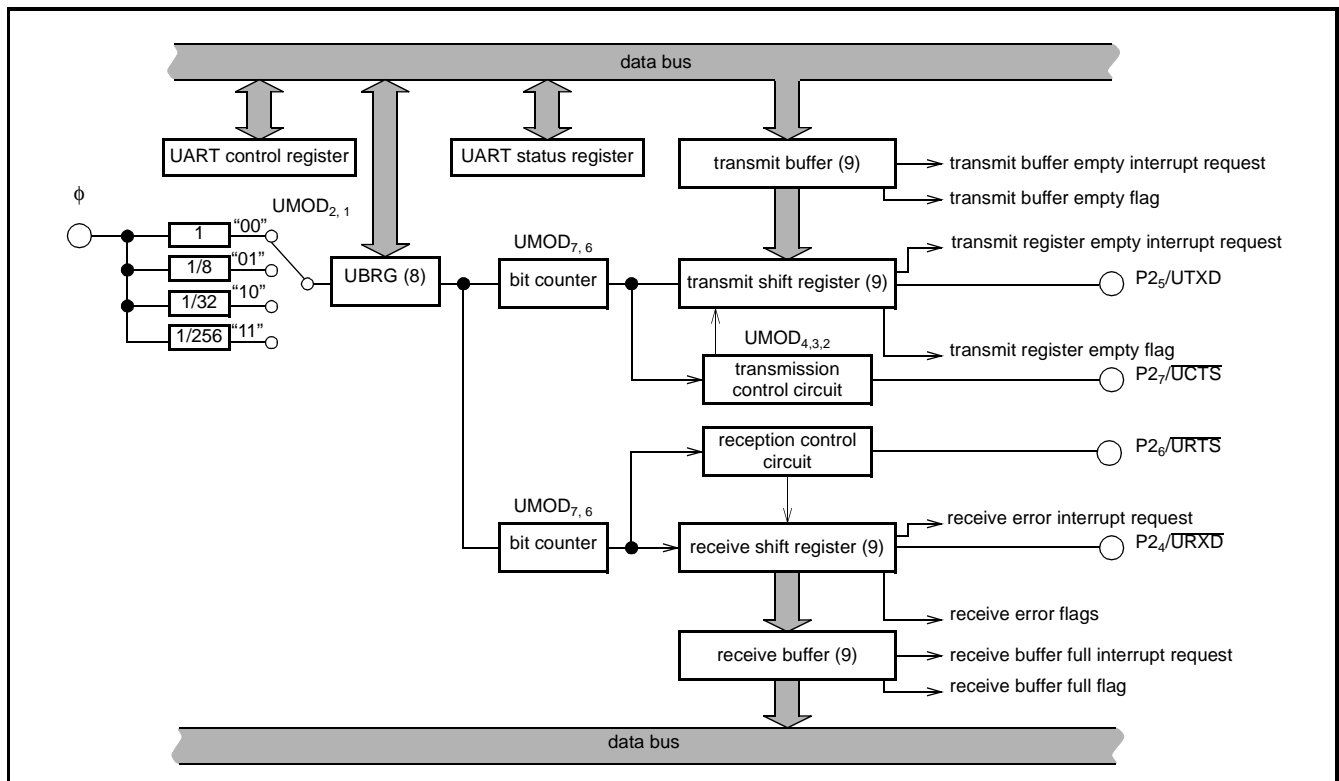 data bus
UART control register
UART status register
transmit buffer (9)
transmit buffer empty interrupt request
transmit buffer empty flag
ϕ
UMOD2, 1
1
“00”
1/8
“01”
1/32
“10”
1/256
“11”
UBRG (8)
UMOD7, 6
bit counter
transmit shift register (9)
transmit register empty interrupt request
P25/UTXD
UMOD4,3,2
transmission
control circuit
transmit register empty flag
P27/U̅C̅T̅S̅
reception control
circuit
P26/U̅R̅T̅S̅
UMOD7, 6
bit counter
receive shift register (9)
receive error interrupt request
P24/U̅R̅X̅D̅
receive error flags
receive buffer (9)
receive buffer full interrupt request
receive buffer full flag
data bus